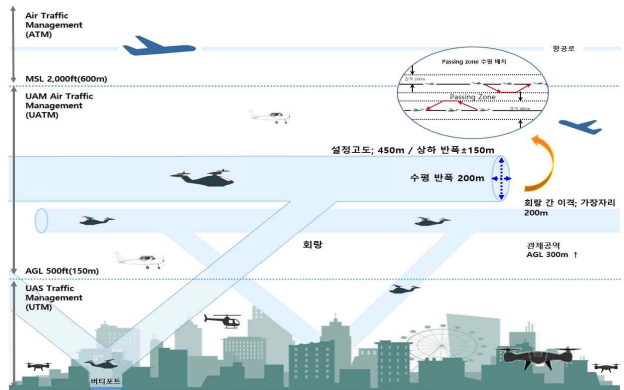 Air Traffic
Management
(ATM)
항공로
Passing zone 수평 배치
Passing Zone
MSL 2,000ft(600m)
UAM Air Traffic
Management
(UATM)
설정고도; 450m / 상하 반폭±150m
수평 반폭 200m
회랑 간 이격; 가장자리
200m
회랑
관제공역
AGL 300m ↑
AGL 500ft(150m)
UAS Traffic
Management
(UTM)
버티포트